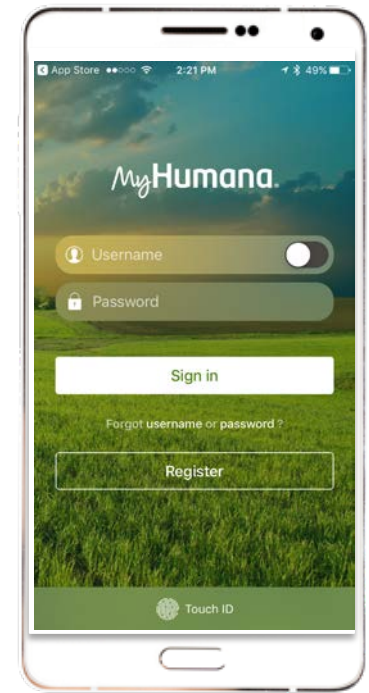 App Store 2:21 PM 49%
MyHumana.
Username
Password
Sign in
Forgot username or password ?
Register
Touch ID